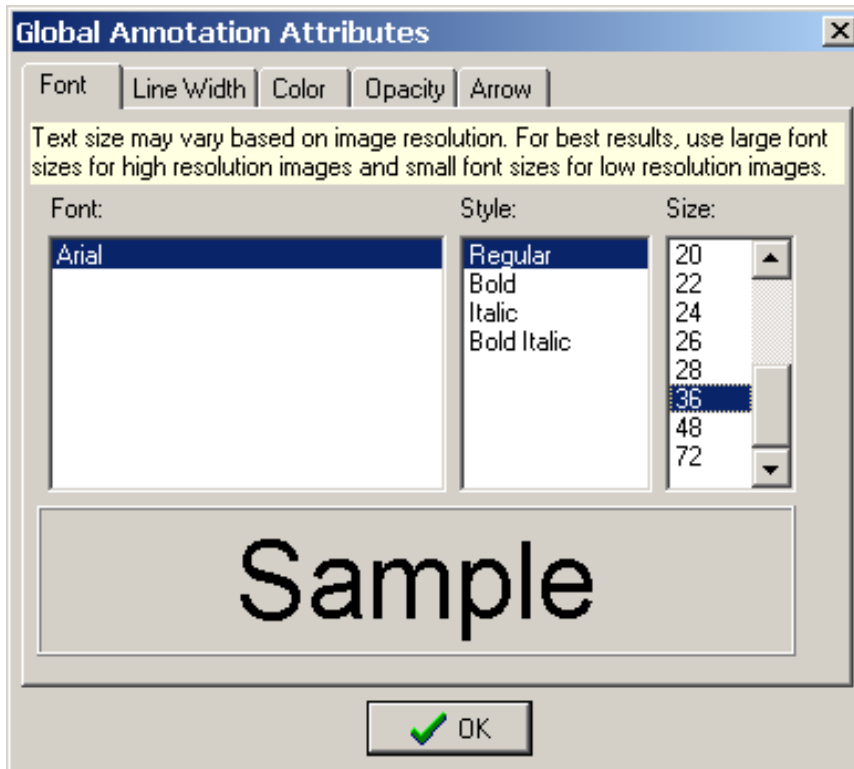 Global Annotation Attributes
Font Line Width Color Opacity Arrow
Text size may vary based on image resolution. For best results, use large font
sizes for high resolution images and small font sizes for low resolution images.
Font: Style: Size:
Arial Regular 20
Bold 22
Italic 24
Bold Italic 26
28
36
48
72
Sample
OK